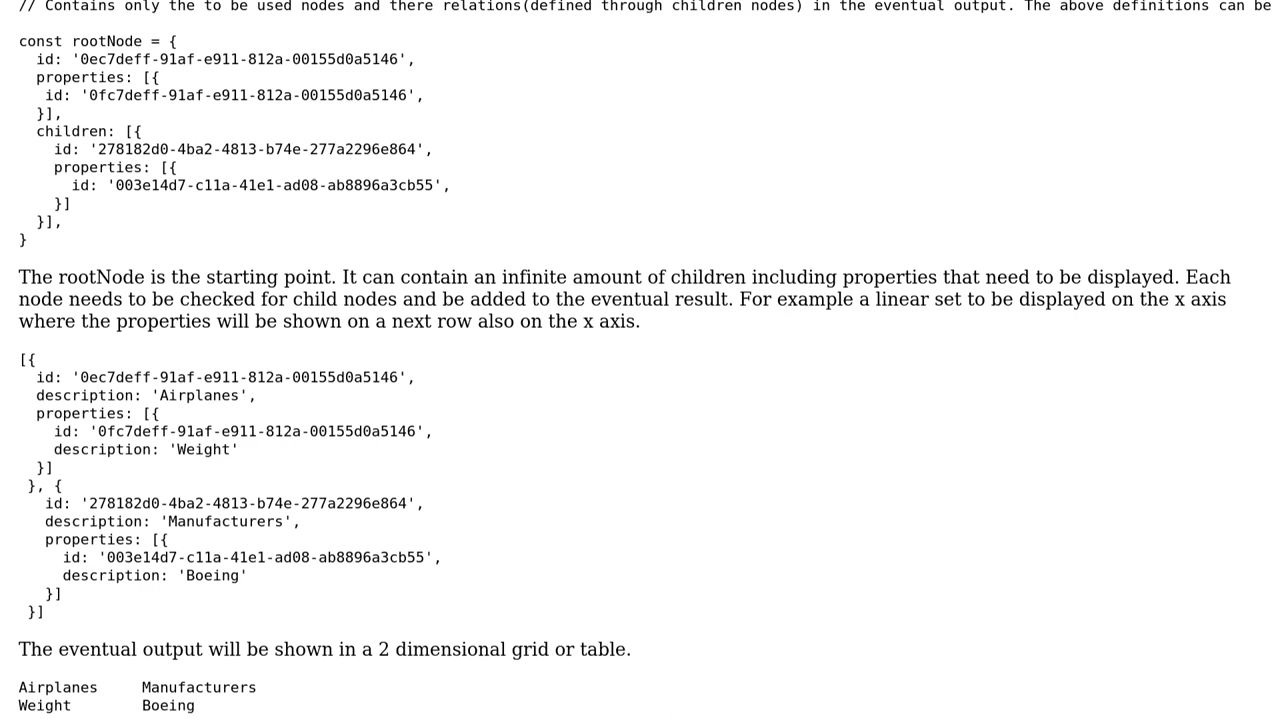 // Contains only the to be used nodes and there relations(defined through children nodes) in the eventual output. The above definitions can be
const rootNode = {
  id: '0ec7deff-91af-e911-812a-00155d0a5146',
  properties: [{
   id: '0fc7deff-91af-e911-812a-00155d0a5146',
  }],
  children: [{
    id: '278182d0-4ba2-4813-b74e-277a2296e864',
    properties: [{
      id: '003e14d7-c11a-41e1-ad08-ab8896a3cb55',
    }]
  }],
}
The rootNode is the starting point. It can contain an infinite amount of children including properties that need to be displayed. Each
node needs to be checked for child nodes and be added to the eventual result. For example a linear set to be displayed on the x axis
where the properties will be shown on a next row also on the x axis.
[{
  id: '0ec7deff-91af-e911-812a-00155d0a5146',
  description: 'Airplanes',
  properties: [{
    id: '0fc7deff-91af-e911-812a-00155d0a5146',
    description: 'Weight'
  }]
 }, {
   id: '278182d0-4ba2-4813-b74e-277a2296e864',
   description: 'Manufacturers',
   properties: [{
     id: '003e14d7-c11a-41e1-ad08-ab8896a3cb55',
     description: 'Boeing'
   }]
 }]
The eventual output will be shown in a 2 dimensional grid or table.
Airplanes     Manufacturers
Weight        Boeing